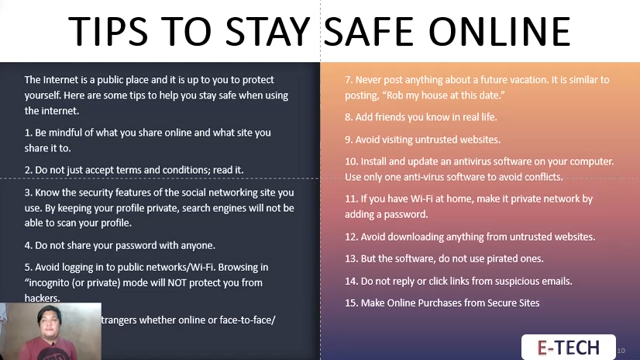 TIPS TO STAY SAFE ONLINE
The Internet is a public place and it is up to you to protect
yourself. Here are some tips to help you stay safe when using
the internet.
1. Be mindful of what you share online and what site you
share it to.
2. Do not just accept terms and conditions; read it.
3. Know the security features of the social networking site you
use. By keeping your profile private, search engines will not be
able to scan your profile.
4. Do not share your password with anyone.
5. Avoid logging in to public networks/Wi-Fi. Browsing in
“incognito (or private) mode will NOT protect you from
hackers.
trangers whether online or face-to-face/
7. Never post anything about a future vacation. It is similar to
posting, “Rob my house at this date.”
8. Add friends you know in real life.
9. Avoid visiting untrusted websites.
10. Install and update an antivirus software on your computer.
Use only one anti-virus software to avoid conflicts.
11. If you have Wi-Fi at home, make it private network by
adding a password.
12. Avoid downloading anything from untrusted websites.
13. But the software, do not use pirated ones.
14. Do not reply or click links from suspicious emails.
15. Make Online Purchases from Secure Sites
E-TECH
10